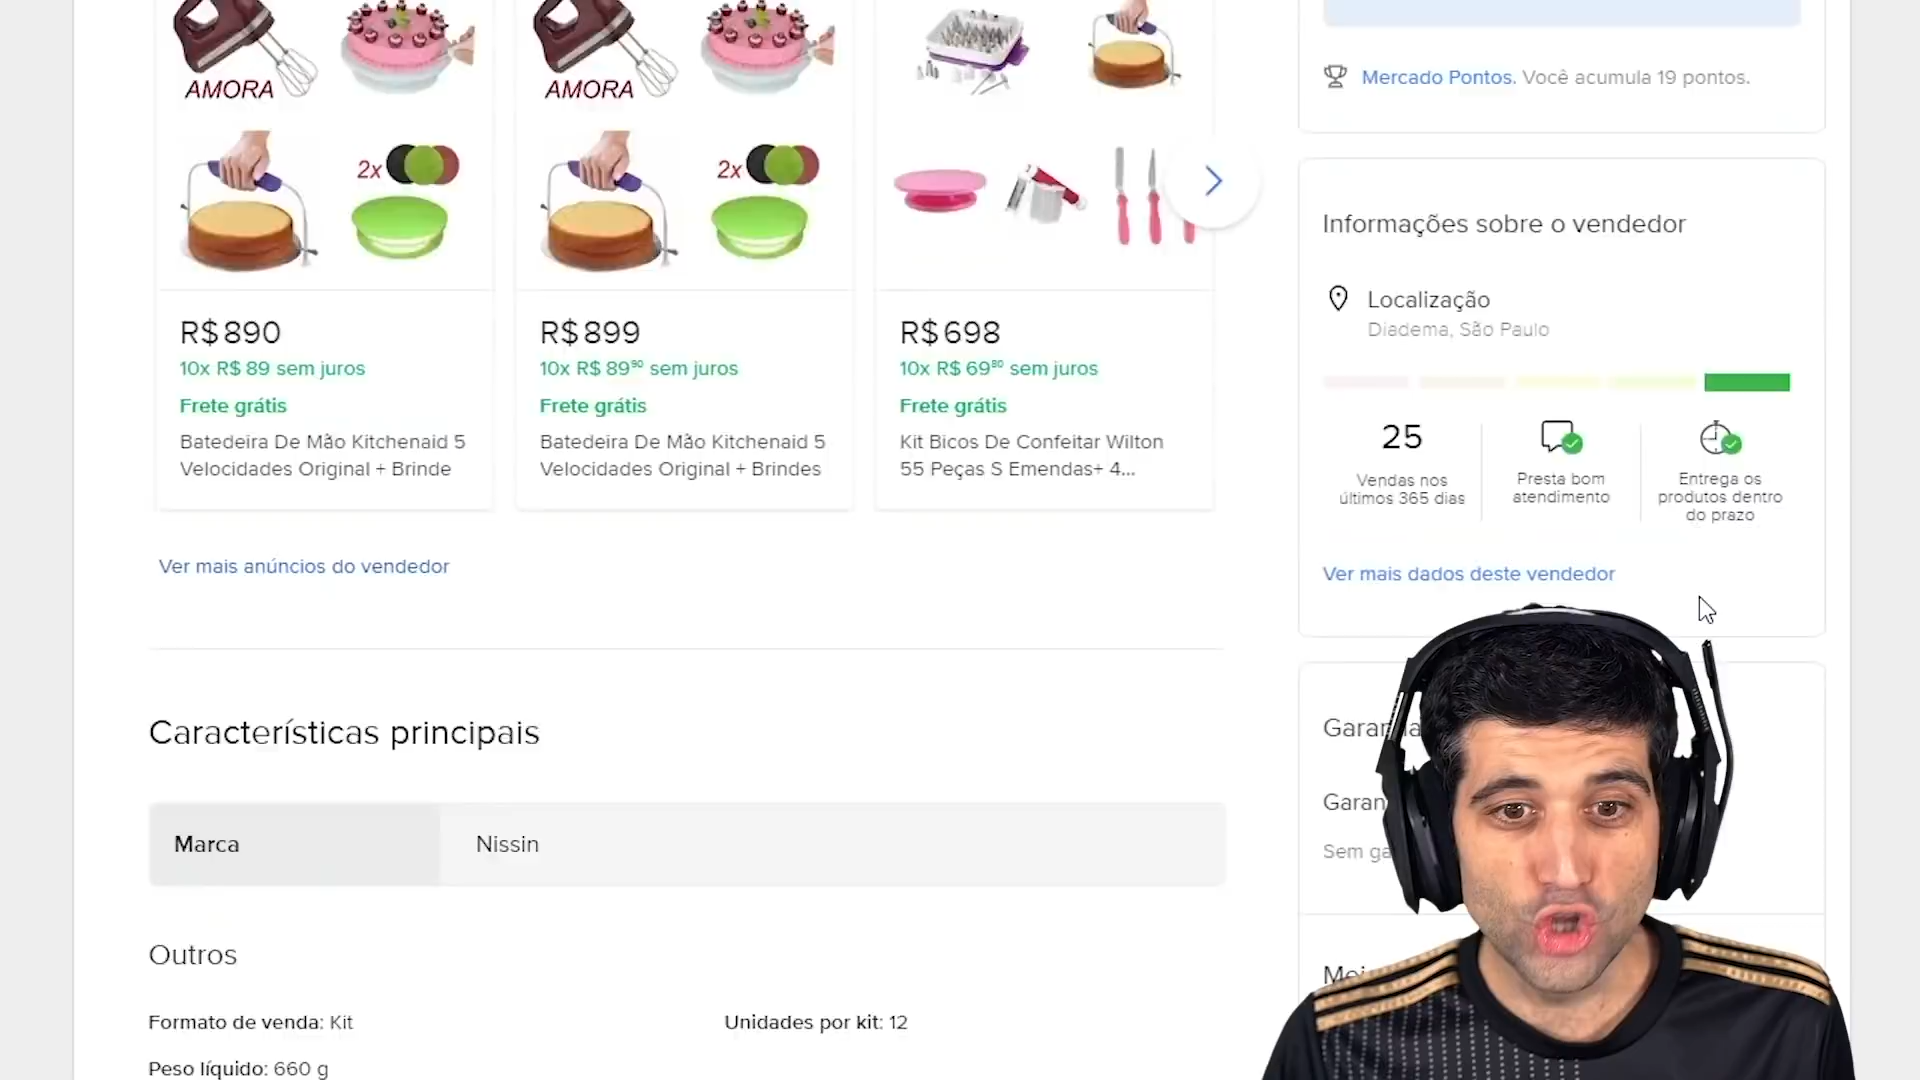 AMORA
2x
AMORA
2x
R$890
10x R$ 89 sem juros
Frete grátis
Batedeira De Mão Kitchenaid 5
Velocidades Original + Brinde
R$899
10x R$ 89⁹⁰ sem juros
Frete grátis
Batedeira De Mão Kitchenaid 5
Velocidades Original + Brindes
R$698
10x R$ 69⁸⁰ sem juros
Frete grátis
Kit Bicos De Confeitar Wilton
55 Peças S Emendas+ 4...
Ver mais anúncios do vendedor
Características principais
Marca
Nissin
Outros
Formato de venda: Kit
Unidades por kit: 12
Peso líquido: 660 g
Mercado Pontos. Você acumula 19 pontos.
Informações sobre o vendedor
Localização
Diadema, São Paulo
25
Vendas nos
últimos 365 dias
Presta bom
atendimento
Entrega os
produtos dentro
do prazo
Ver mais dados deste vendedor
Sem